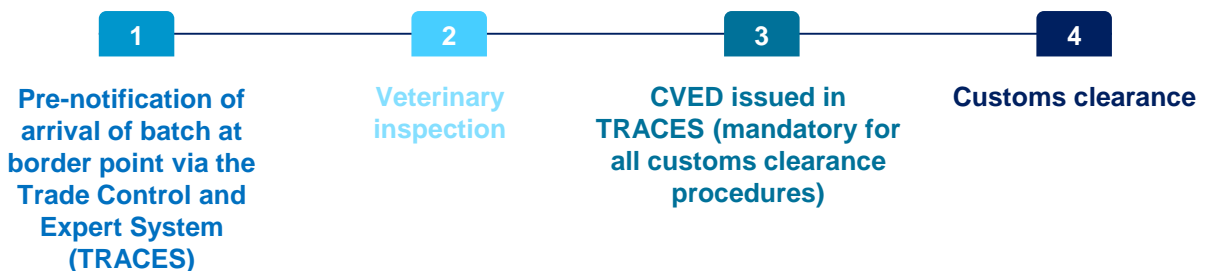 1
2
3
4
Pre-notification of
arrival of batch at
border point via the
Trade Control and
Expert System
(TRACES)
Veterinary
inspection
CVED issued in
TRACES (mandatory for
all customs clearance
procedures)
Customs clearance